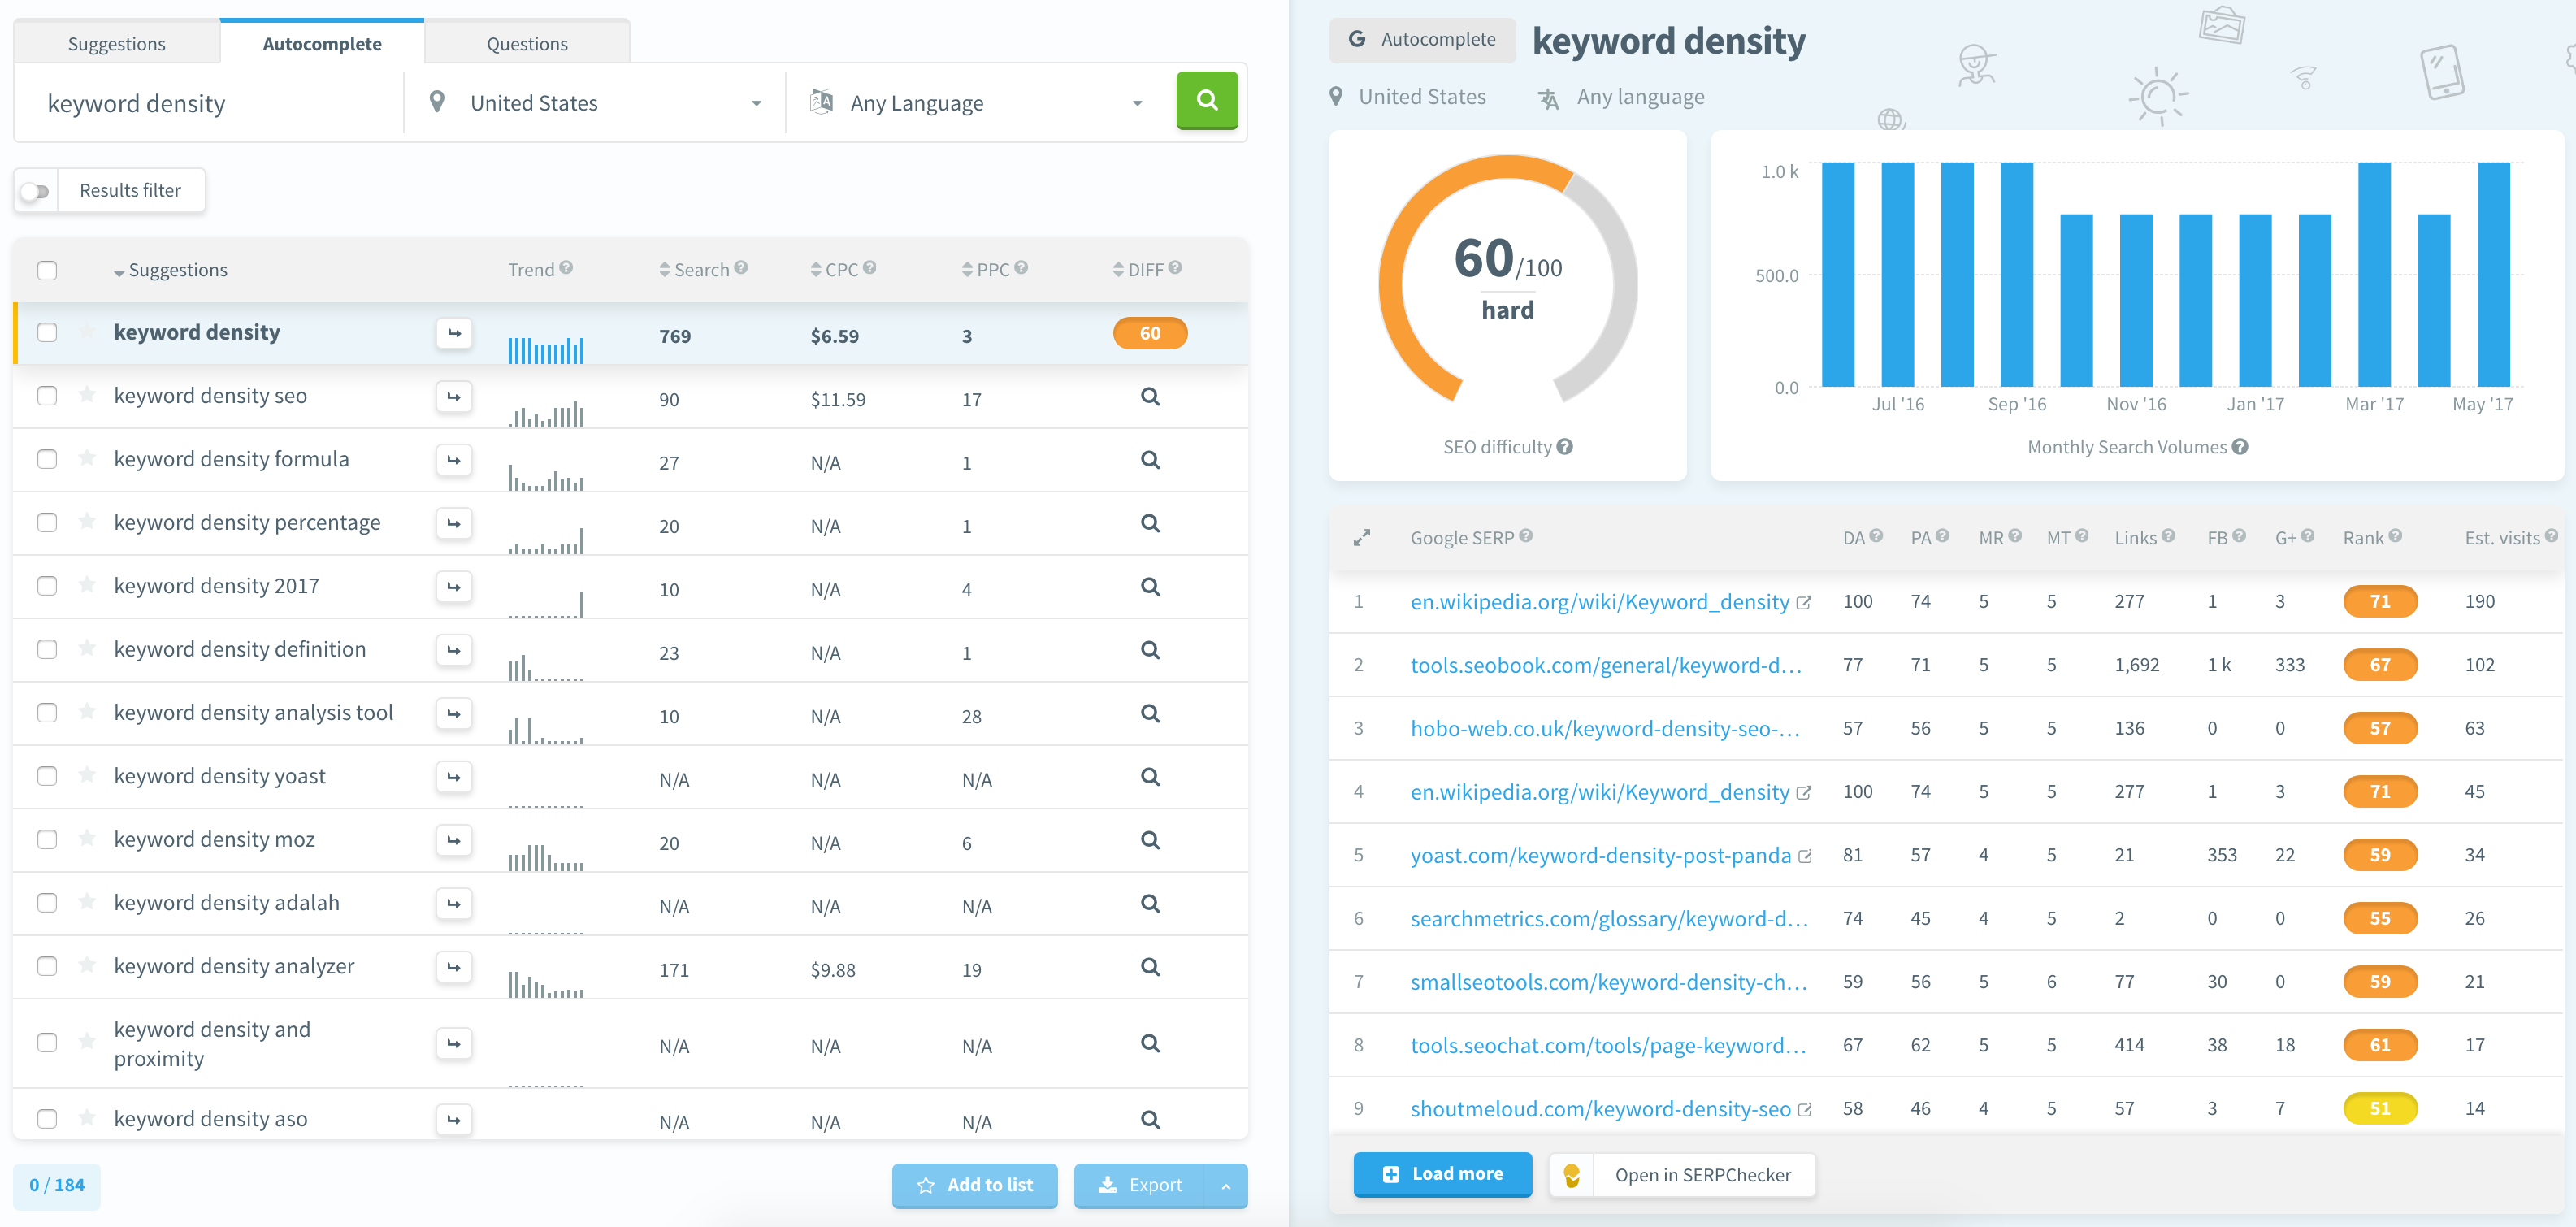 Suggestions
Autocomplete
Questions
keyword density
United States
Any Language
Results filter
Suggestions Trend Search CPC PPC DIFF
keyword density 769 $6.59 3 60
keyword density seo 90 $11.59 17
keyword density formula 27 N/A 1
keyword density percentage 20 N/A 1
keyword density 2017 10 N/A 4
keyword density definition 23 N/A 1
keyword density analysis tool 10 N/A 28
keyword density yoast N/A N/A N/A
keyword density moz 20 N/A 6
keyword density adalah N/A N/A N/A
keyword density analyzer 171 $9.88 19
keyword density and
proximity N/A N/A N/A
keyword density aso N/A N/A N/A
0 / 184
Add to list
Export
G Autocomplete keyword density
United States Any language
60/100
hard
SEO difficulty
1.0 k
500.0
0.0
Jul '16 Sep '16 Nov '16 Jan '17 Mar '17 May '17
Monthly Search Volumes
Google SERP DA PA MR MT Links FB G+ Rank Est. visits
1 en.wikipedia.org/wiki/Keyword_density 100 74 5 5 277 1 3 71 190
2 tools.seobook.com/general/keyword-d... 77 71 5 5 1,692 1 k 333 67 102
3 hobo-web.co.uk/keyword-density-seo-... 57 56 5 5 136 0 0 57 63
4 en.wikipedia.org/wiki/Keyword_density 100 74 5 5 277 1 3 71 45
5 yoast.com/keyword-density-post-panda 81 57 4 5 21 353 22 59 34
6 searchmetrics.com/glossary/keyword-d... 74 45 4 5 2 0 0 55 26
7 smallseotools.com/keyword-density-ch... 59 56 5 6 77 30 0 59 21
8 tools.seochat.com/tools/page-keyword... 67 62 5 5 414 38 18 61 17
9 shoutmeloud.com/keyword-density-seo 58 46 4 5 57 3 7 51 14
Load more
Open in SERPChecker